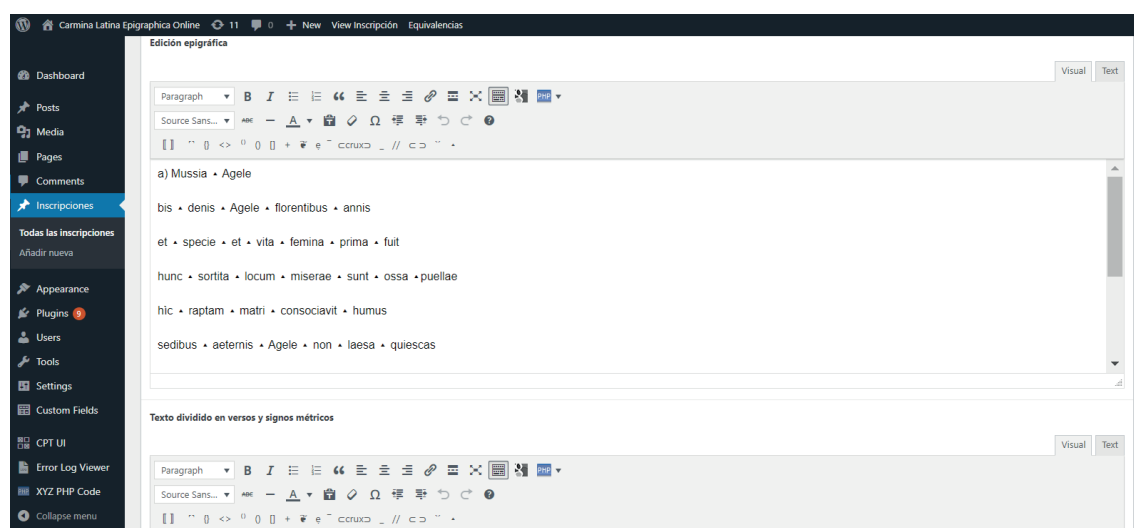 Carmina Latina Epigraphica Online 11 0 + New View Inscripción Equivalencias
Dashboard
Posts
Media
Pages
Comments
Inscripciones
Todas las inscripciones
Añadir nueva
Appearance
Plugins 9
Users
Tools
Settings
Custom Fields
CPT UI
Error Log Viewer
XYZ PHP Code
Collapse menu
Edición epigráfica
Visual Text
Paragraph B I PHP
Source Sans... ABC A Ω
a) Mussia ▴ Agele
bis ▴ denis ▴ Agele ▴ florentibus ▴ annis
et ▴ specie ▴ et ▴ vita ▴ femina ▴ prima ▴ fuit
hunc ▴ sortita ▴ locum ▴ miserae ▴ sunt ▴ ossa ▴puellae
hic ▴ raptam ▴ matri ▴ consociavit ▴ humus
sedibus ▴ aeternis ▴ Agele ▴ non ▴ laesa ▴ quiescas
Texto dividido en versos y signos métricos
Visual Text
Paragraph B I PHP
Source Sans... ABC A Ω